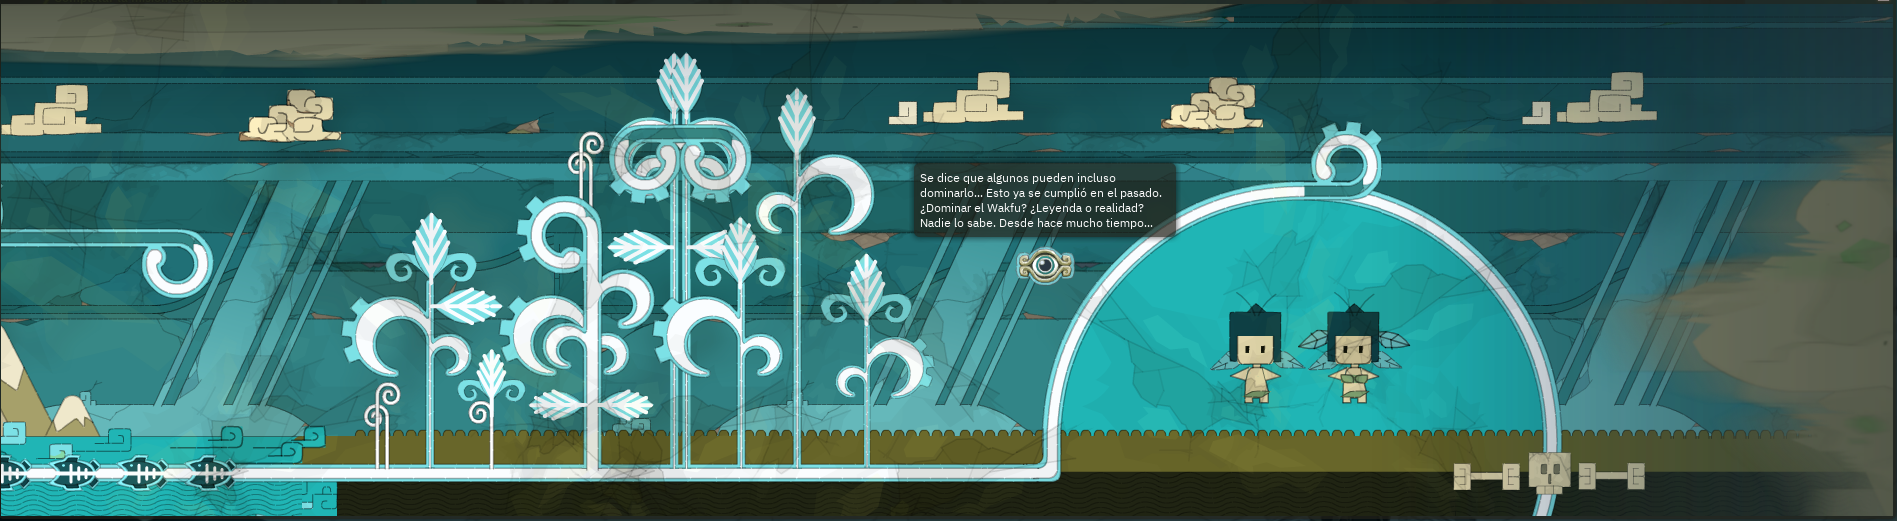 Se dice que algunos pueden incluso
dominarlo... Esto ya se cumplió en el pasado.
¿Dominar el Wakfu? ¿Leyenda o realidad?
Nadie lo sabe. Desde hace mucho tiempo...